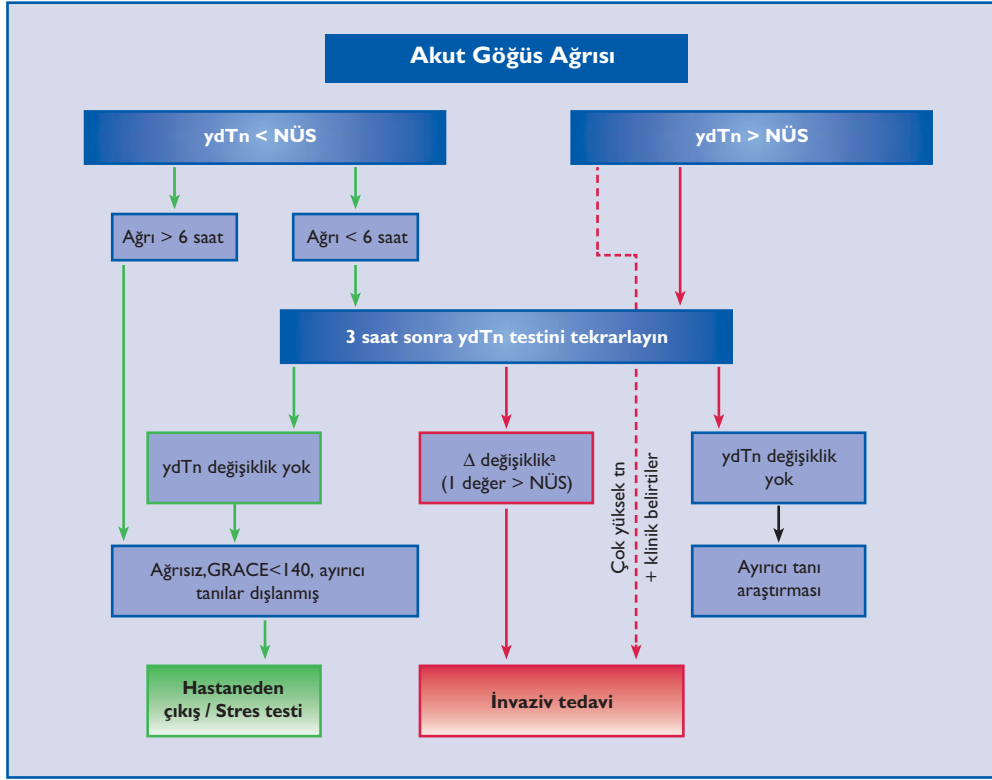 Akut Göğüs Ağrısı
ydTn < NÜS
ydTn > NÜS
Ağrı > 6 saat
Ağrı < 6 saat
3 saat sonra ydTn testini tekrarlayın
ydTn değişiklik yok
Δ değişiklikᵃ
(1 değer > NÜS)
Çok yüksek tn
+ klinik belirtiler
ydTn değişiklik
yok
Ağrısız,GRACE<140, ayırıcı
tanılar dışlanmış
Ayırıcı tanı
araştırması
Hastaneden
çıkış / Stres testi
İnvaziv tedavi